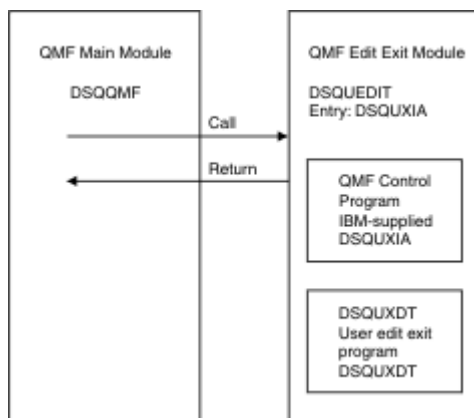 QMF Main Module
DSQQMF
Call
Return
QMF Edit Exit Module
DSQUEDIT
Entry: DSQUXIA
QMF Control
Program
IBM-supplied
DSQUXIA
DSQUXDT
User edit exit
program
DSQUXDT